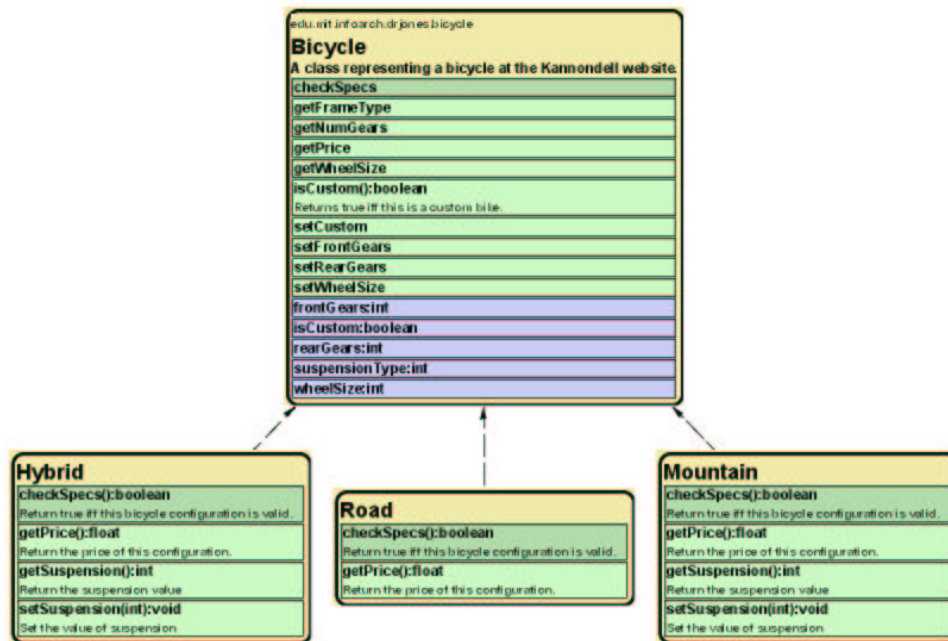 edu.mit.infoarch.drjones.bicycle
Bicycle
A class representing a bicycle at the Kannondell website.
checkSpecs
getFrameType
getNumGears
getPrice
getWheelSize
isCustom():boolean
Returns true iff this is a custom bike.
setCustom
setFrontGears
setRearGears
setWheelSize
frontGears:int
isCustom:boolean
rearGears:int
suspensionType:int
wheelSize:int
Hybrid
checkSpecs():boolean
Return true iff this bicycle configuration is valid.
getPrice():float
Return the price of this configuration.
getSuspension():int
Return the suspension value
setSuspension(int):void
Set the value of suspension
Road
checkSpecs():boolean
Return true iff this bicycle configuration is valid.
getPrice():float
Return the price of this configuration.
Mountain
checkSpecs():boolean
Return true iff this bicycle configuration is valid.
getPrice():float
Return the price of this configuration.
getSuspension():int
Return the suspension value
setSuspension(int):void
Set the value of suspension